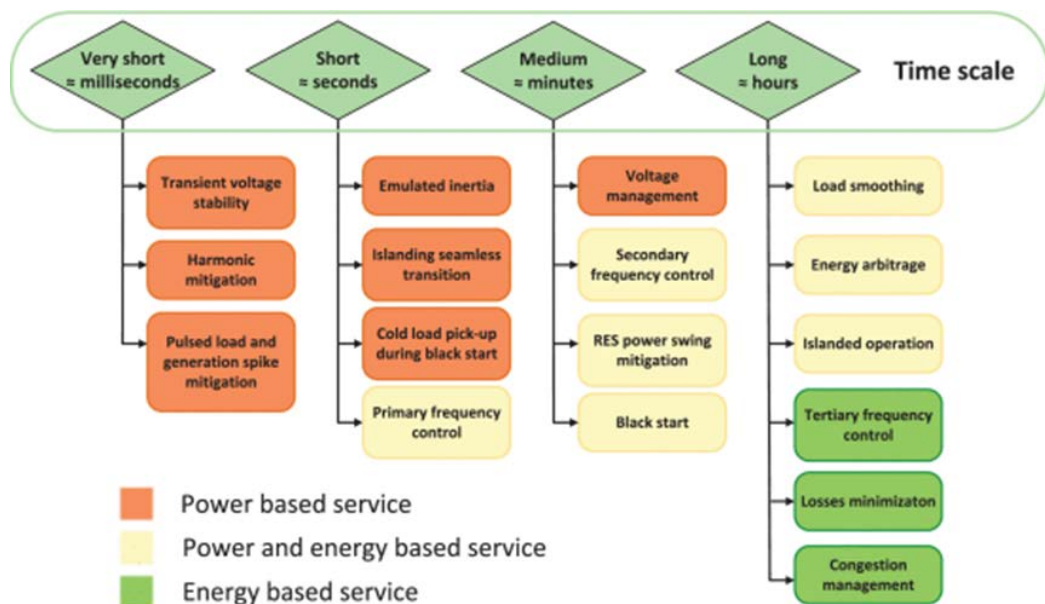 Very short
≈ milliseconds
Short
≈ seconds
Medium
≈ minutes
Long
≈ hours
Time scale
Transient voltage
stability
Harmonic
mitigation
Pulsed load and
generation spike
mitigation
Emulated inertia
Islanding seamless
transition
Cold load pick-up
during black start
Primary frequency
control
Voltage
management
Secondary
frequency control
RES power swing
mitigation
Black start
Load smoothing
Energy arbitrage
Islanded operation
Tertiary frequency
control
Losses minimizaton
Congestion
management
Power based service
Power and energy based service
Energy based service